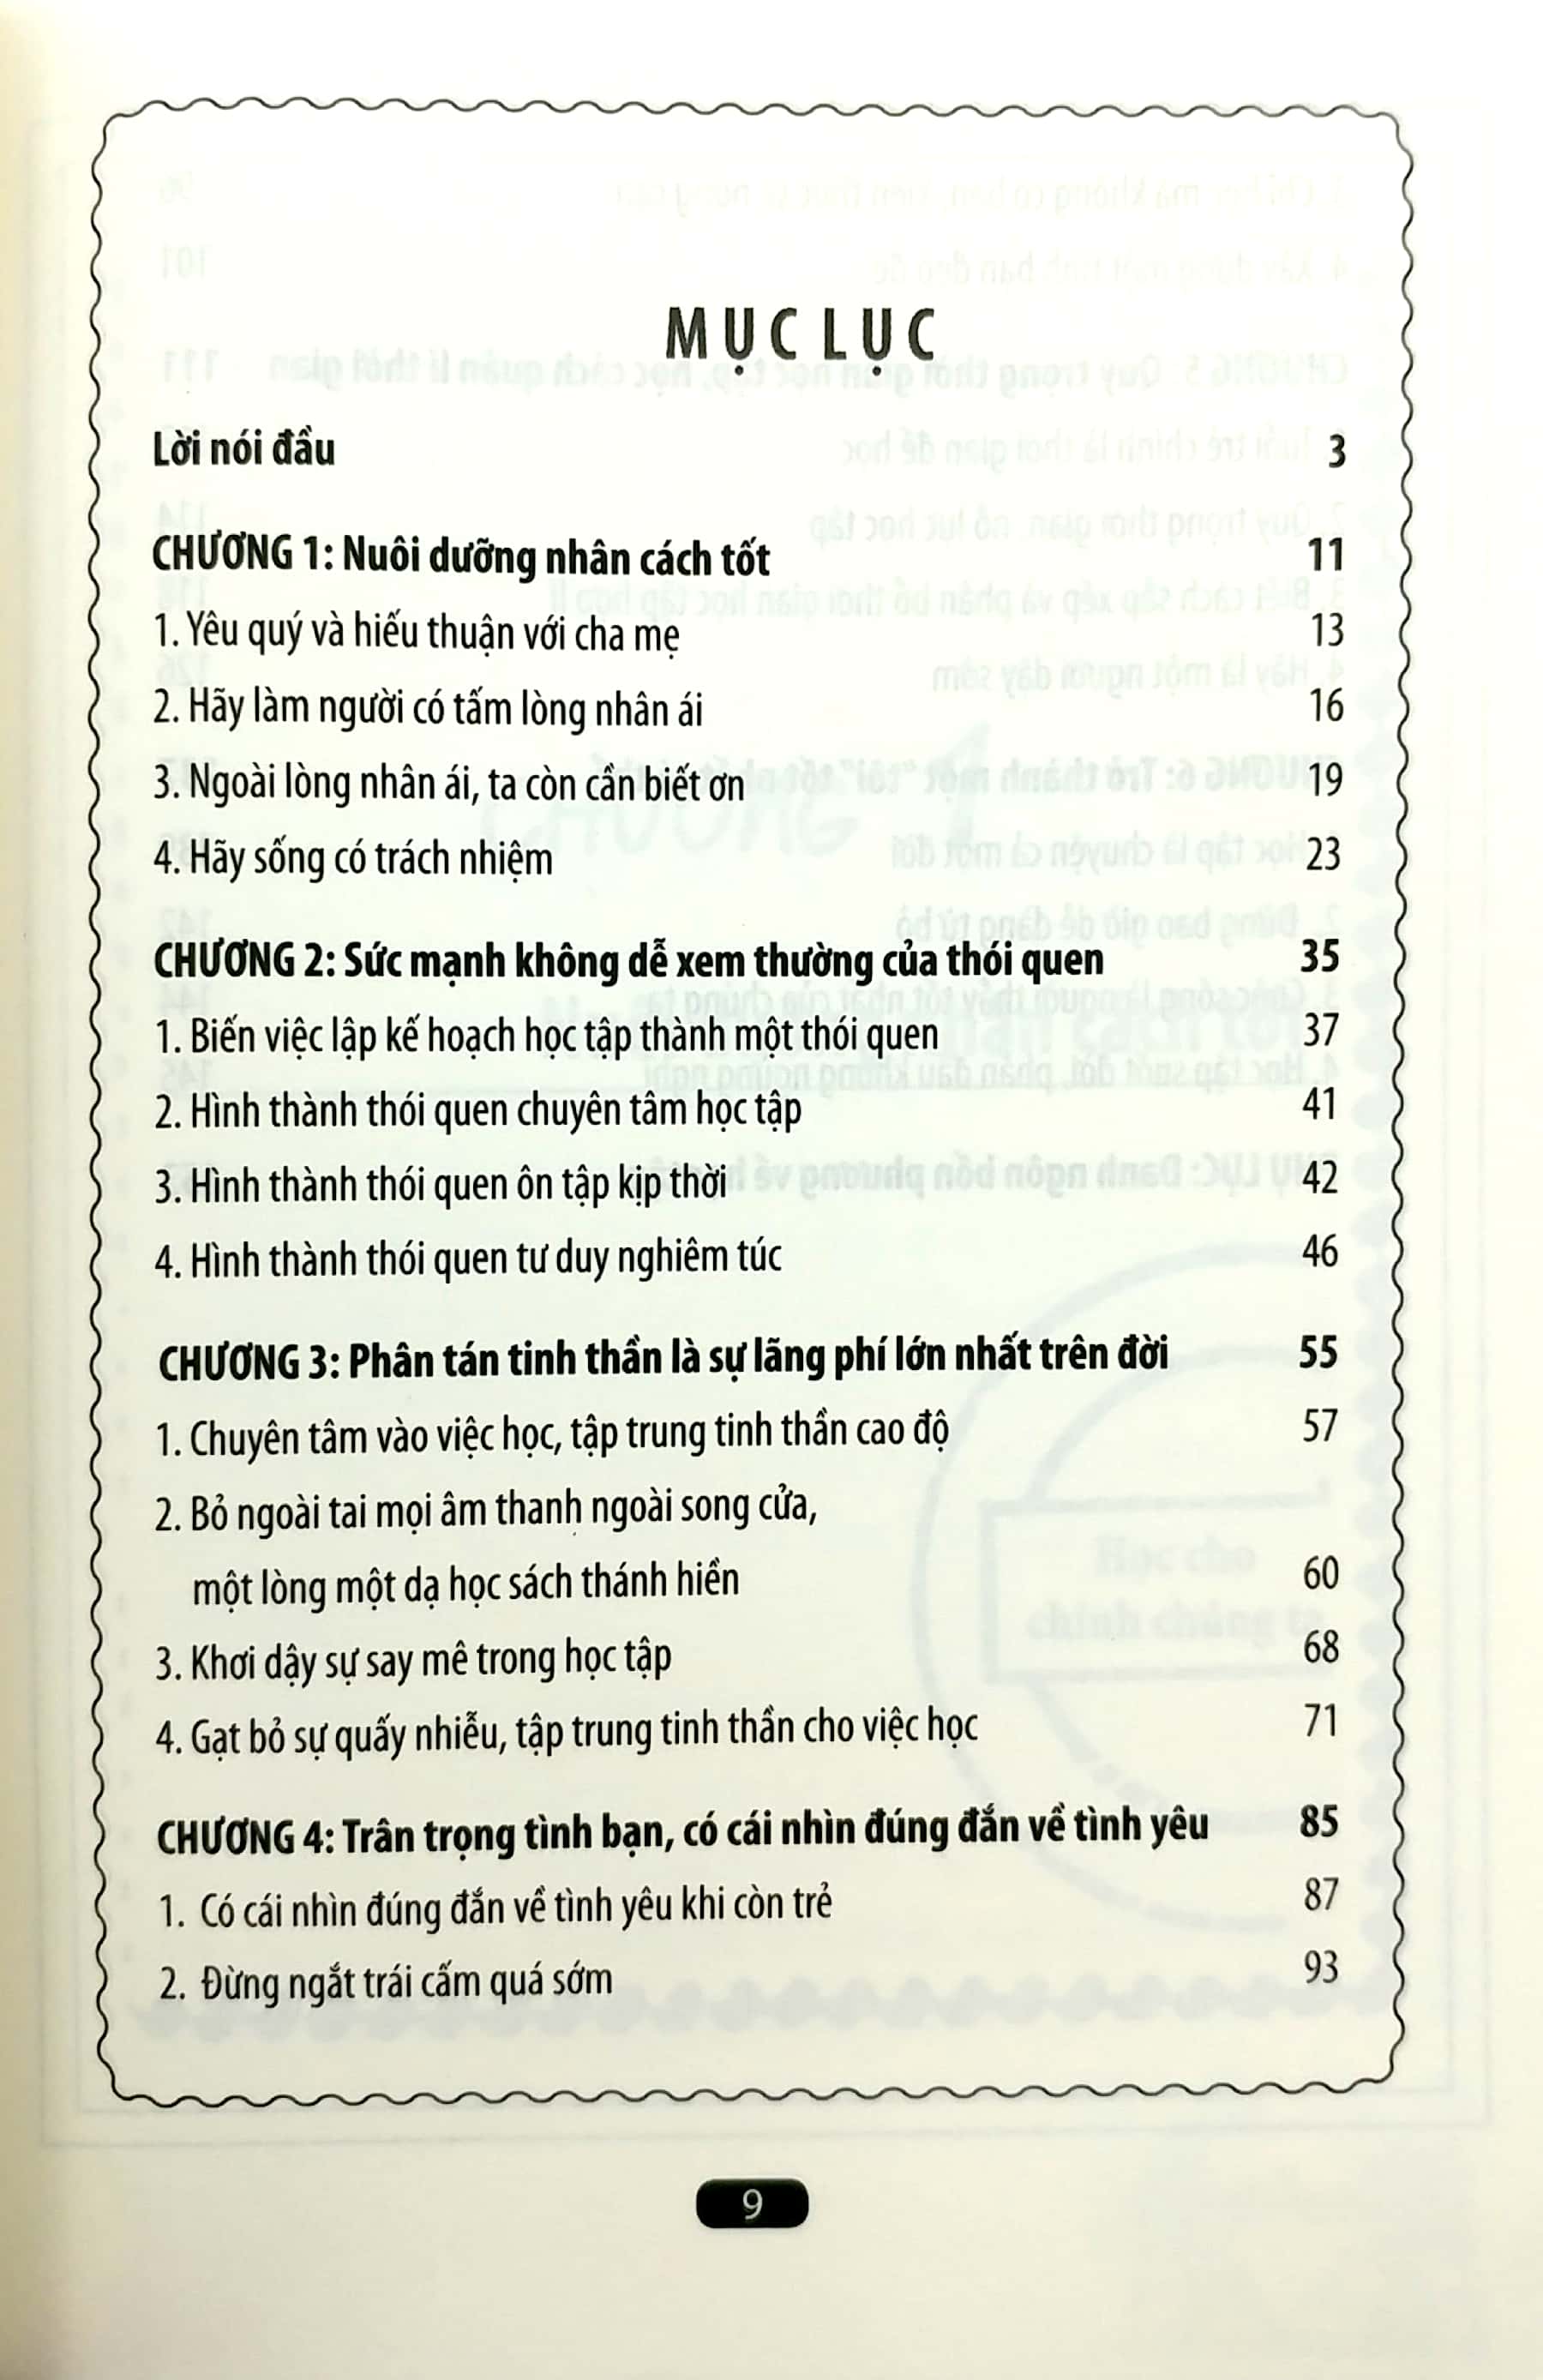 MỤC LỤC
Lời nói đầu 3
CHƯƠNG 1: Nuôi dưỡng nhân cách tốt 11
1. Yêu quý và hiếu thuận với cha mẹ 13
2. Hãy làm người có tấm lòng nhân ái 16
3. Ngoài lòng nhân ái, ta còn cần biết ơn 19
4. Hãy sống có trách nhiệm 23
CHƯƠNG 2: Sức mạnh không dễ xem thường của thói quen 35
1. Biến việc lập kế hoạch học tập thành một thói quen 37
2. Hình thành thói quen chuyên tâm học tập 41
3. Hình thành thói quen ôn tập kịp thời 42
4. Hình thành thói quen tư duy nghiêm túc 46
CHƯƠNG 3: Phân tán tinh thần là sự lãng phí lớn nhất trên đời 55
1. Chuyên tâm vào việc học, tập trung tinh thần cao độ 57
2. Bỏ ngoài tai mọi âm thanh ngoài song cửa,
một lòng một dạ học sách thánh hiền 60
3. Khơi dậy sự say mê trong học tập 68
4. Gạt bỏ sự quấy nhiễu, tập trung tinh thần cho việc học 71
CHƯƠNG 4: Trân trọng tình bạn, có cái nhìn đúng đắn về tình yêu 85
1. Có cái nhìn đúng đắn về tình yêu khi còn trẻ 87
2. Đừng ngắt trái cấm quá sớm 93
9